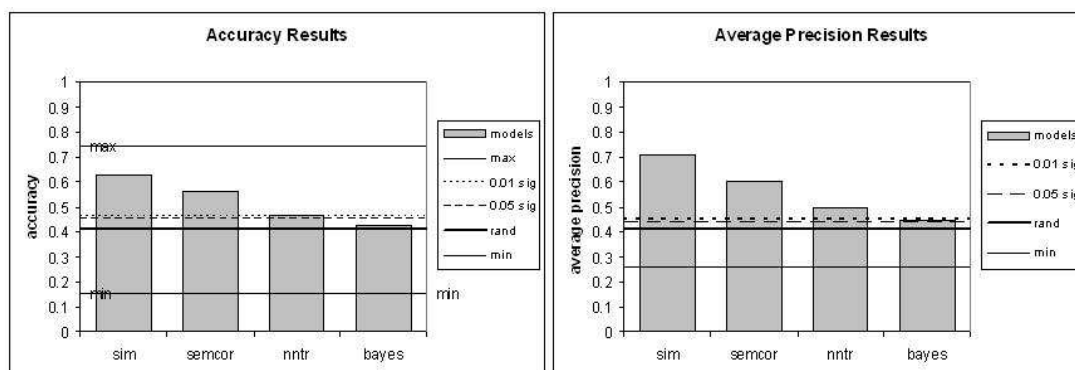 Accuracy Results
accuracy
1
0.9
0.8
0.7
0.6
0.5
0.4
0.3
0.2
0.1
0
max
min
min
sim semcor nntr bayes
models
max
0.01 sig
0.05 sig
rand
min
Average Precision Results
average precision
1
0.9
0.8
0.7
0.6
0.5
0.4
0.3
0.2
0.1
0
sim semcor nntr bayes
models
0.01 sig
0.05 sig
rand
min